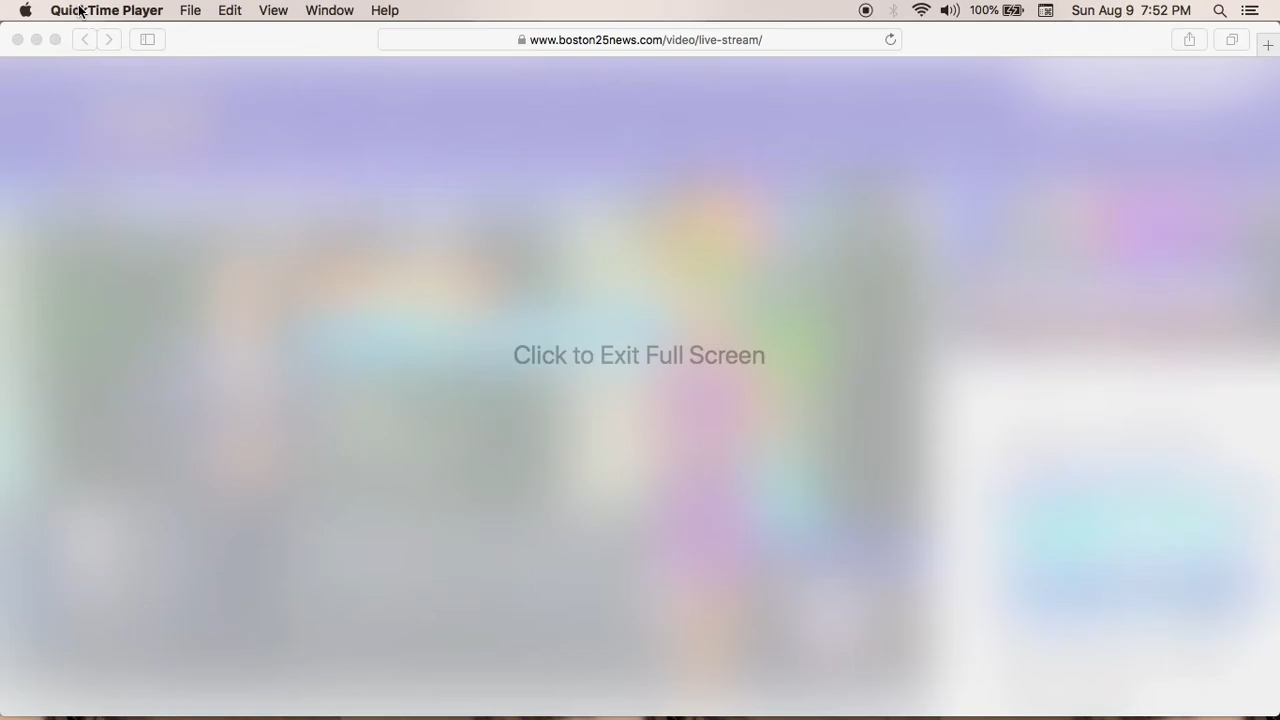 QuickTime Player File Edit View Window Help 100% Sun Aug 9 7:52 PM
www.boston25news.com/video/live-stream/
Click to Exit Full Screen